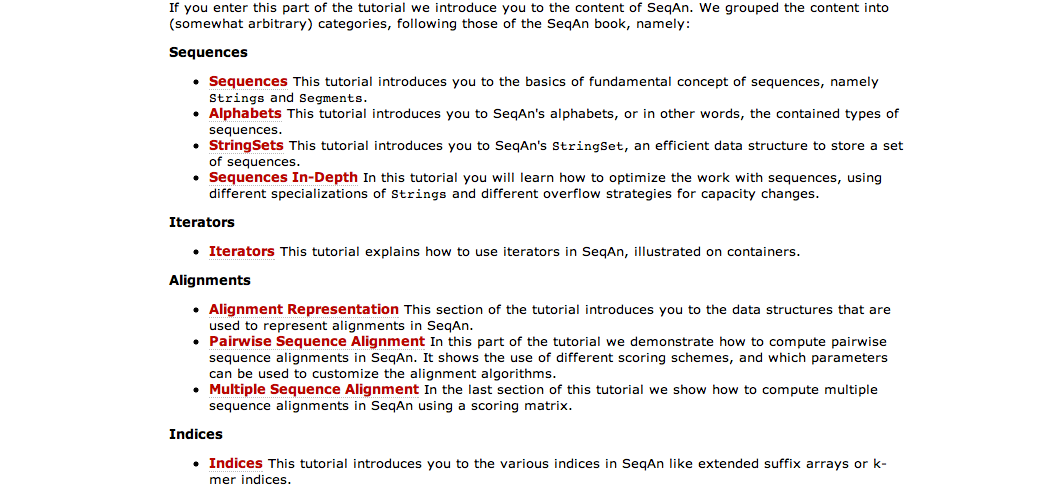 If you enter this part of the tutorial we introduce you to the content of SeqAn. We grouped the content into
(somewhat arbitrary) categories, following those of the SeqAn book, namely:
Sequences
• Sequences This tutorial introduces you to the basics of fundamental concept of sequences, namely
Strings and Segments.
• Alphabets This tutorial introduces you to SeqAn's alphabets, or in other words, the contained types of
sequences.
• StringSets This tutorial introduces you to SeqAn's StringSet, an efficient data structure to store a set
of sequences.
• Sequences In-Depth In this tutorial you will learn how to optimize the work with sequences, using
different specializations of Strings and different overflow strategies for capacity changes.
Iterators
• Iterators This tutorial explains how to use iterators in SeqAn, illustrated on containers.
Alignments
• Alignment Representation This section of the tutorial introduces you to the data structures that are
used to represent alignments in SeqAn.
• Pairwise Sequence Alignment In this part of the tutorial we demonstrate how to compute pairwise
sequence alignments in SeqAn. It shows the use of different scoring schemes, and which parameters
can be used to customize the alignment algorithms.
• Multiple Sequence Alignment In the last section of this tutorial we show how to compute multiple
sequence alignments in SeqAn using a scoring matrix.
Indices
• Indices This tutorial introduces you to the various indices in SeqAn like extended suffix arrays or k-
mer indices.